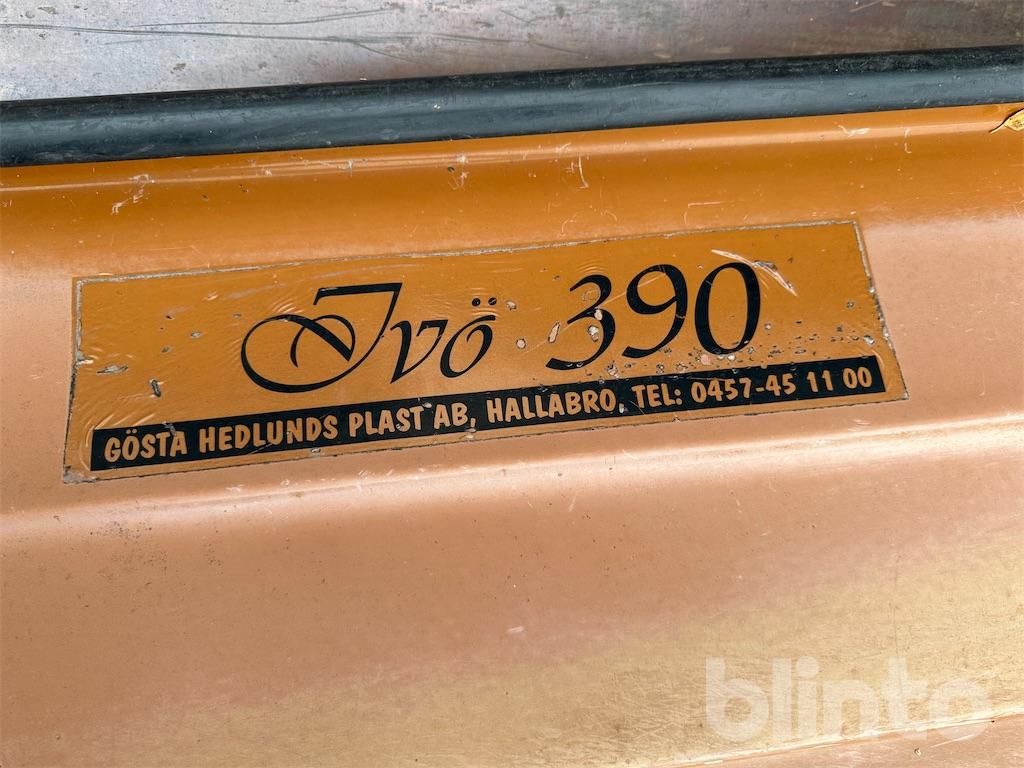 Ivö 390
GÖSTA HEDLUNDS PLAST AB, HALLABRO, TEL: 0457-45 11 00
blinto